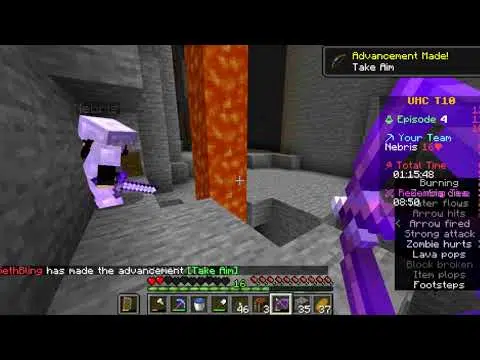 Advancement Made!
Take Aim
Nebris
UHC T10
Episode 4
Your Team
Nebris 16
Total Time
01:15:48
Burning
08:50
Water flows
Arrow hits
Arrow fired
Strong attack
Zombie hurts
Lava pops
Block broken
Item plops
Footsteps
SethBling has made the advancement [Take Aim]
16
46
3
35
37